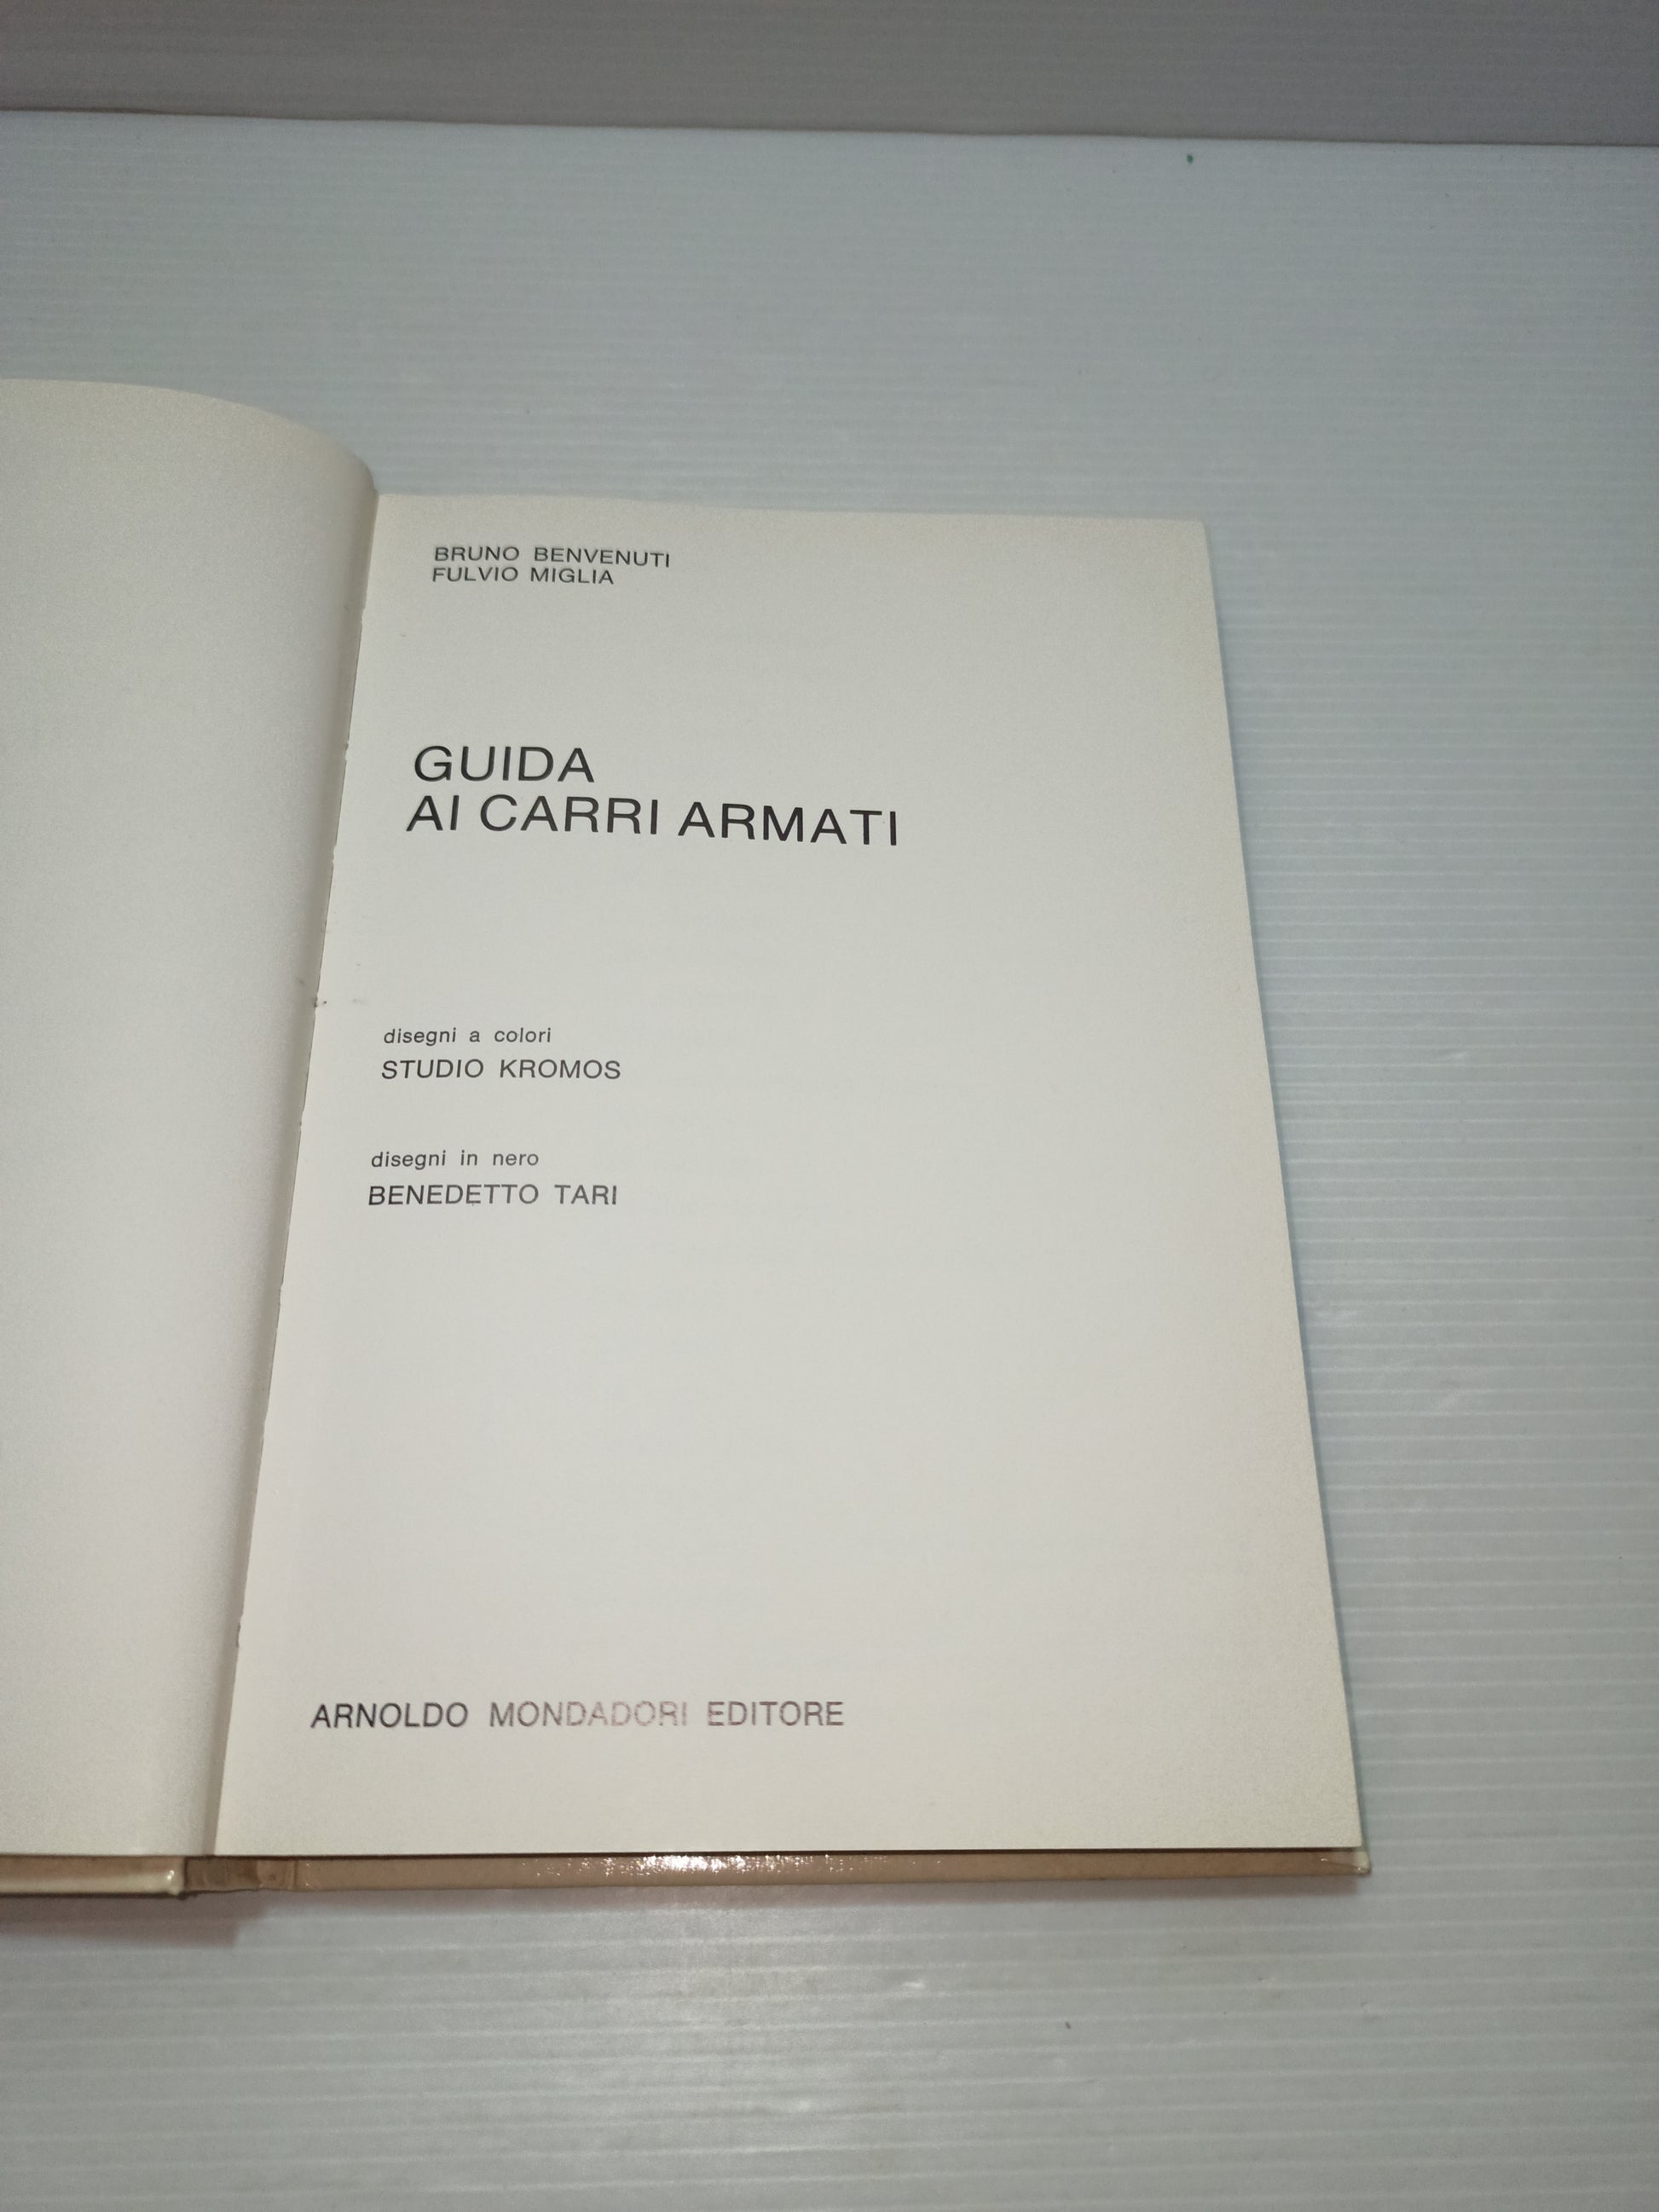 BRUNO BENVENUTI
FULVIO MIGLIA
GUIDA
AI CARRI ARMATI
disegni a colori
STUDIO KROMOS
disegni in nero
BENEDETTO TARI
ARNOLDO MONDADORI EDITORE